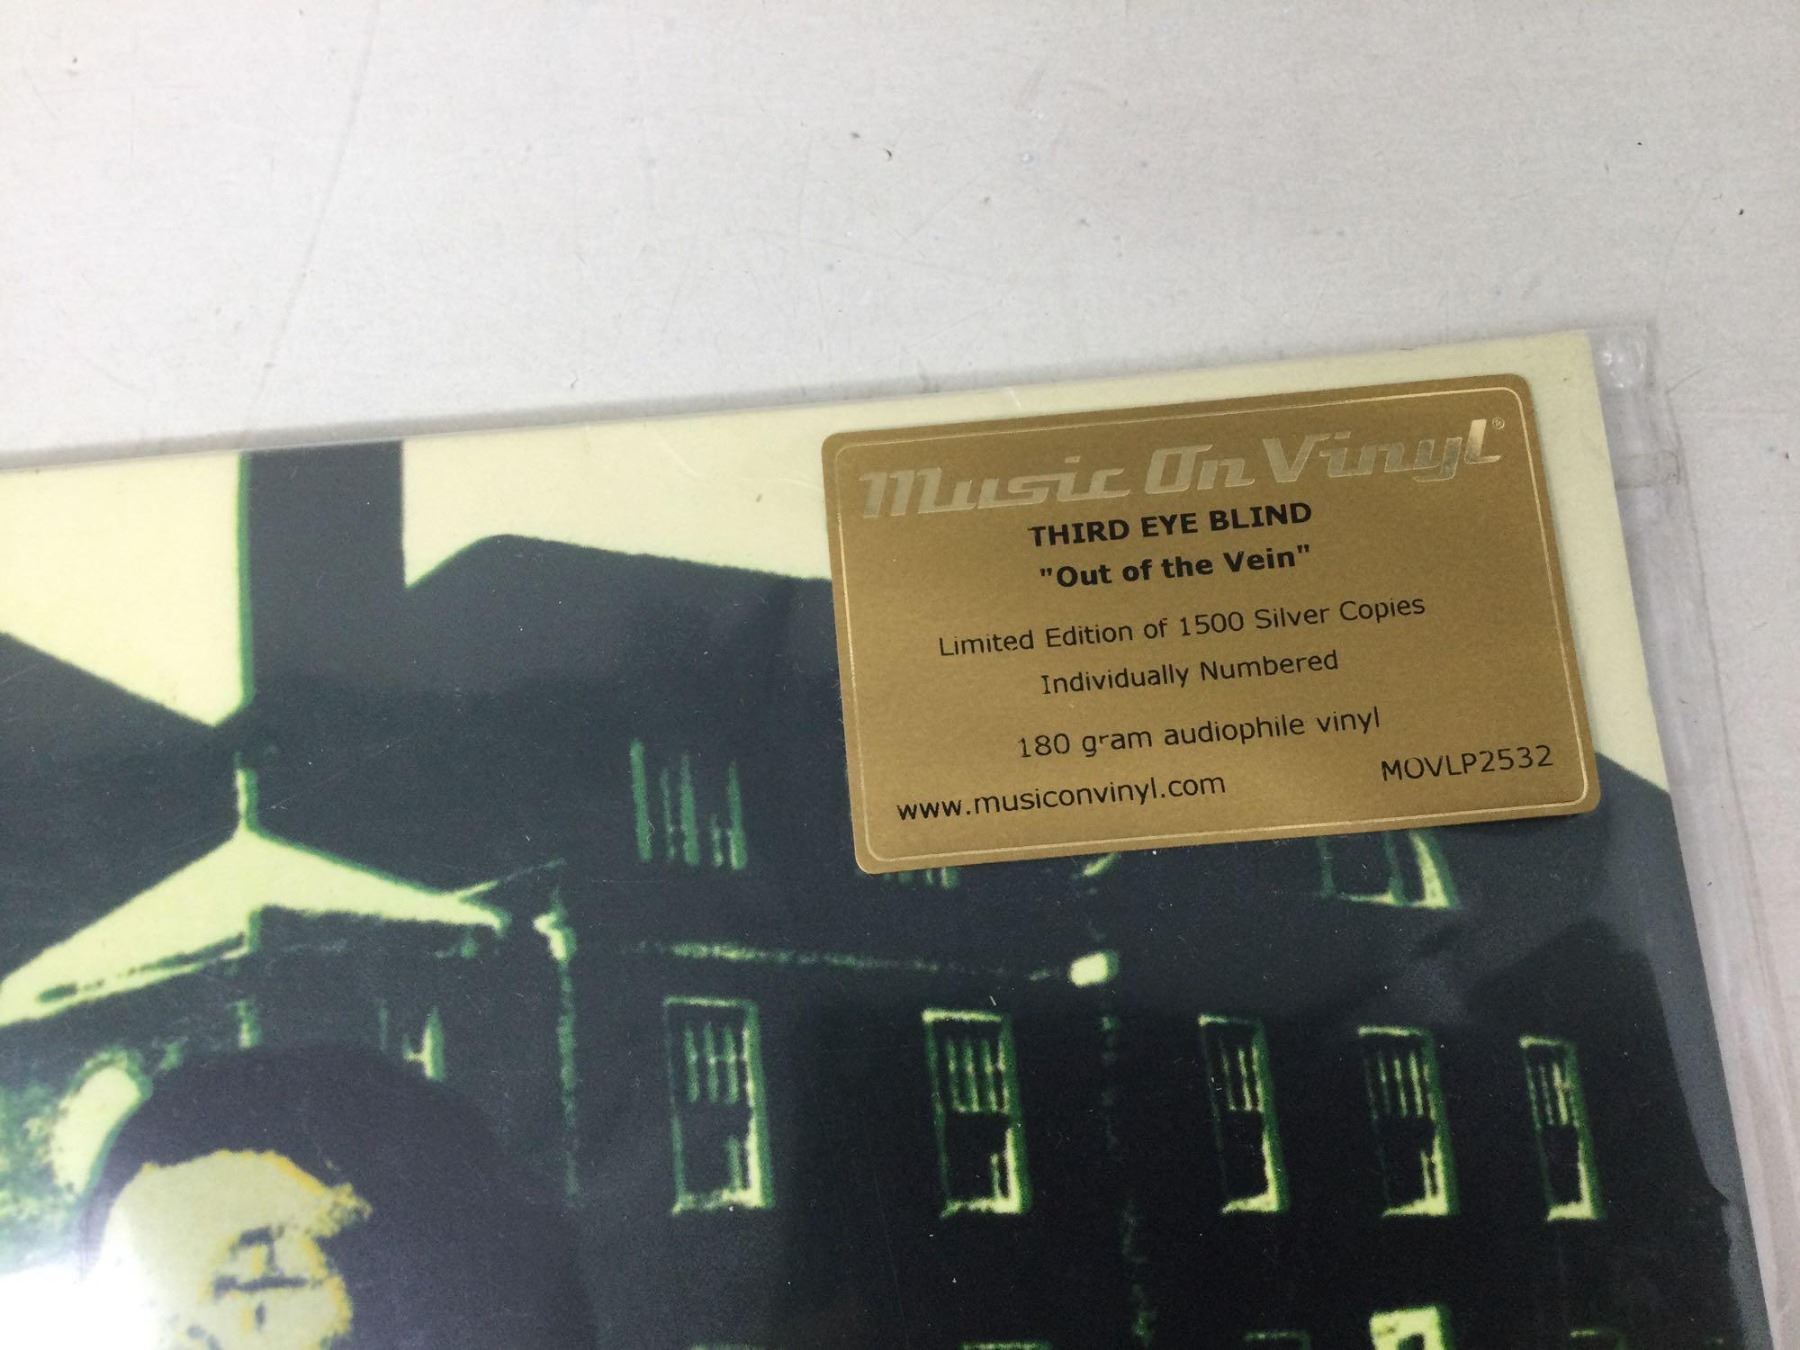 Music On Vinyl®
THIRD EYE BLIND
"Out of the Vein"
Limited Edition of 1500 Silver Copies
Individually Numbered
180 gram audiophile vinyl
www.musiconvinyl.com MOVLP2532